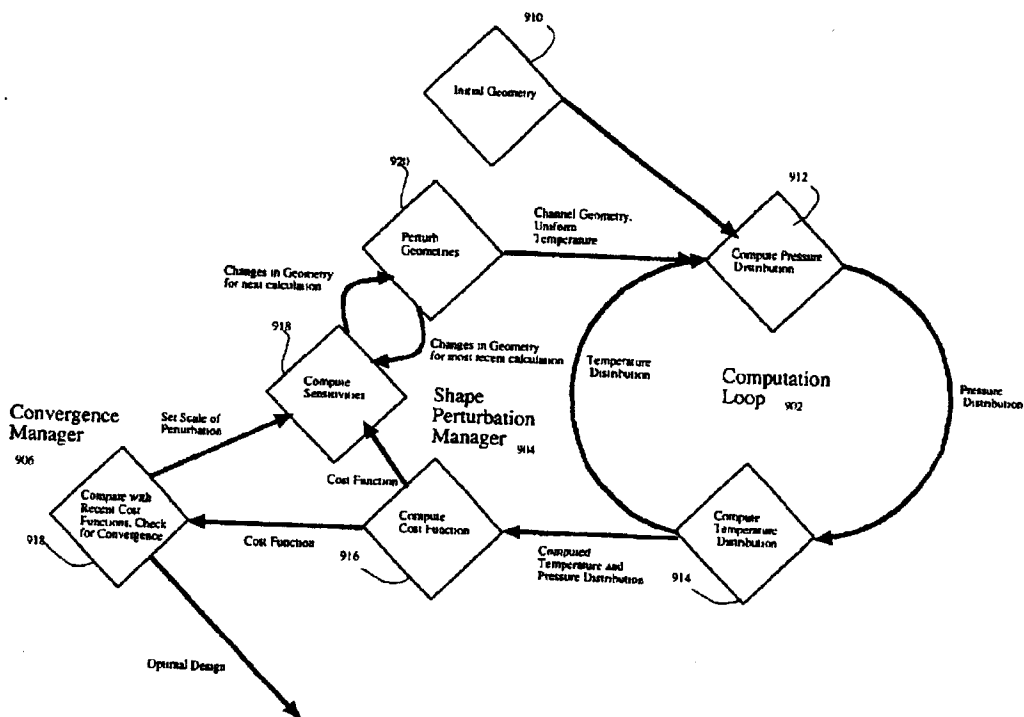 910
Initial Geometry
920
912
Perturb
Geometries
Channel Geometry,
Uniform
Temperature
Compute Pressure
Distribution
Changes in Geometry
for next calculation
918
Changes in Geometry
for most recent calculation
Compute
Sensitivities
Temperature
Distribution
Computation
Loop 902
Pressure
Distribution
Convergence
Manager
906
Set Scale of
Perturbation
Shape
Perturbation
Manager 904
Cost Function
Compare with
Recent Cost
Functions, Check
for Convergence
918
Cost Function
Compute
Cost Function
916
Computed
Temperature and
Pressure Distribution
Compute
Temperature
Distribution
914
Optimal Design